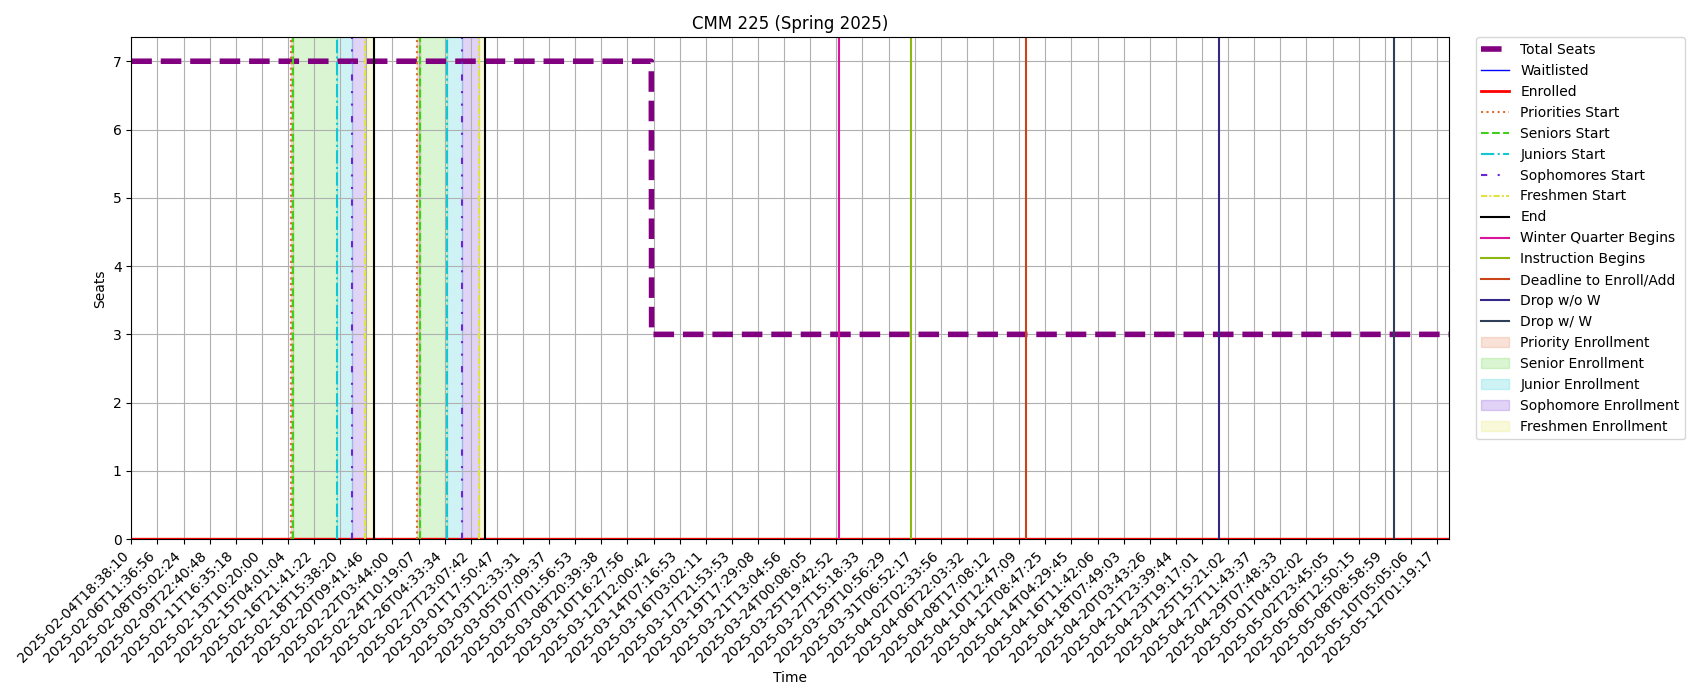 CMM 225 (Spring 2025)
Seats
7
6
5
4
3
2
1
0
2025-02-04T18:38:10
2025-02-06T11:36:56
2025-02-08T05:02:24
2025-02-09T22:40:48
2025-02-11T16:35:18
2025-02-13T10:20:00
2025-02-15T04:01:04
2025-02-16T21:41:22
2025-02-18T15:38:20
2025-02-20T09:41:46
2025-02-22T03:44:00
2025-02-24T10:19:07
2025-02-26T04:33:34
2025-02-27T23:07:42
2025-03-01T17:50:47
2025-03-03T12:33:31
2025-03-05T07:09:37
2025-03-07T01:56:53
2025-03-08T20:39:38
2025-03-10T16:27:56
2025-03-12T12:00:42
2025-03-14T07:16:53
2025-03-16T03:02:11
2025-03-17T21:53:53
2025-03-19T17:29:08
2025-03-21T13:04:56
2025-03-24T00:08:05
2025-03-25T19:42:52
2025-03-27T15:18:33
2025-03-29T10:56:29
2025-03-31T06:52:17
2025-04-02T02:33:56
2025-04-06T22:03:32
2025-04-08T17:08:12
2025-04-10T12:47:09
2025-04-12T08:47:25
2025-04-14T04:29:45
2025-04-16T11:42:06
2025-04-18T07:49:03
2025-04-20T03:43:26
2025-04-21T23:39:44
2025-04-23T19:17:01
2025-04-25T15:21:02
2025-04-27T11:43:37
2025-04-29T07:48:33
2025-05-01T04:02:02
2025-05-02T23:45:05
2025-05-06T12:50:15
2025-05-08T08:58:59
2025-05-10T05:05:06
2025-05-12T01:19:17
Time
Total Seats
Waitlisted
Enrolled
Priorities Start
Seniors Start
Juniors Start
Sophomores Start
Freshmen Start
End
Winter Quarter Begins
Instruction Begins
Deadline to Enroll/Add
Drop w/o W
Drop w/ W
Priority Enrollment
Senior Enrollment
Junior Enrollment
Sophomore Enrollment
Freshmen Enrollment